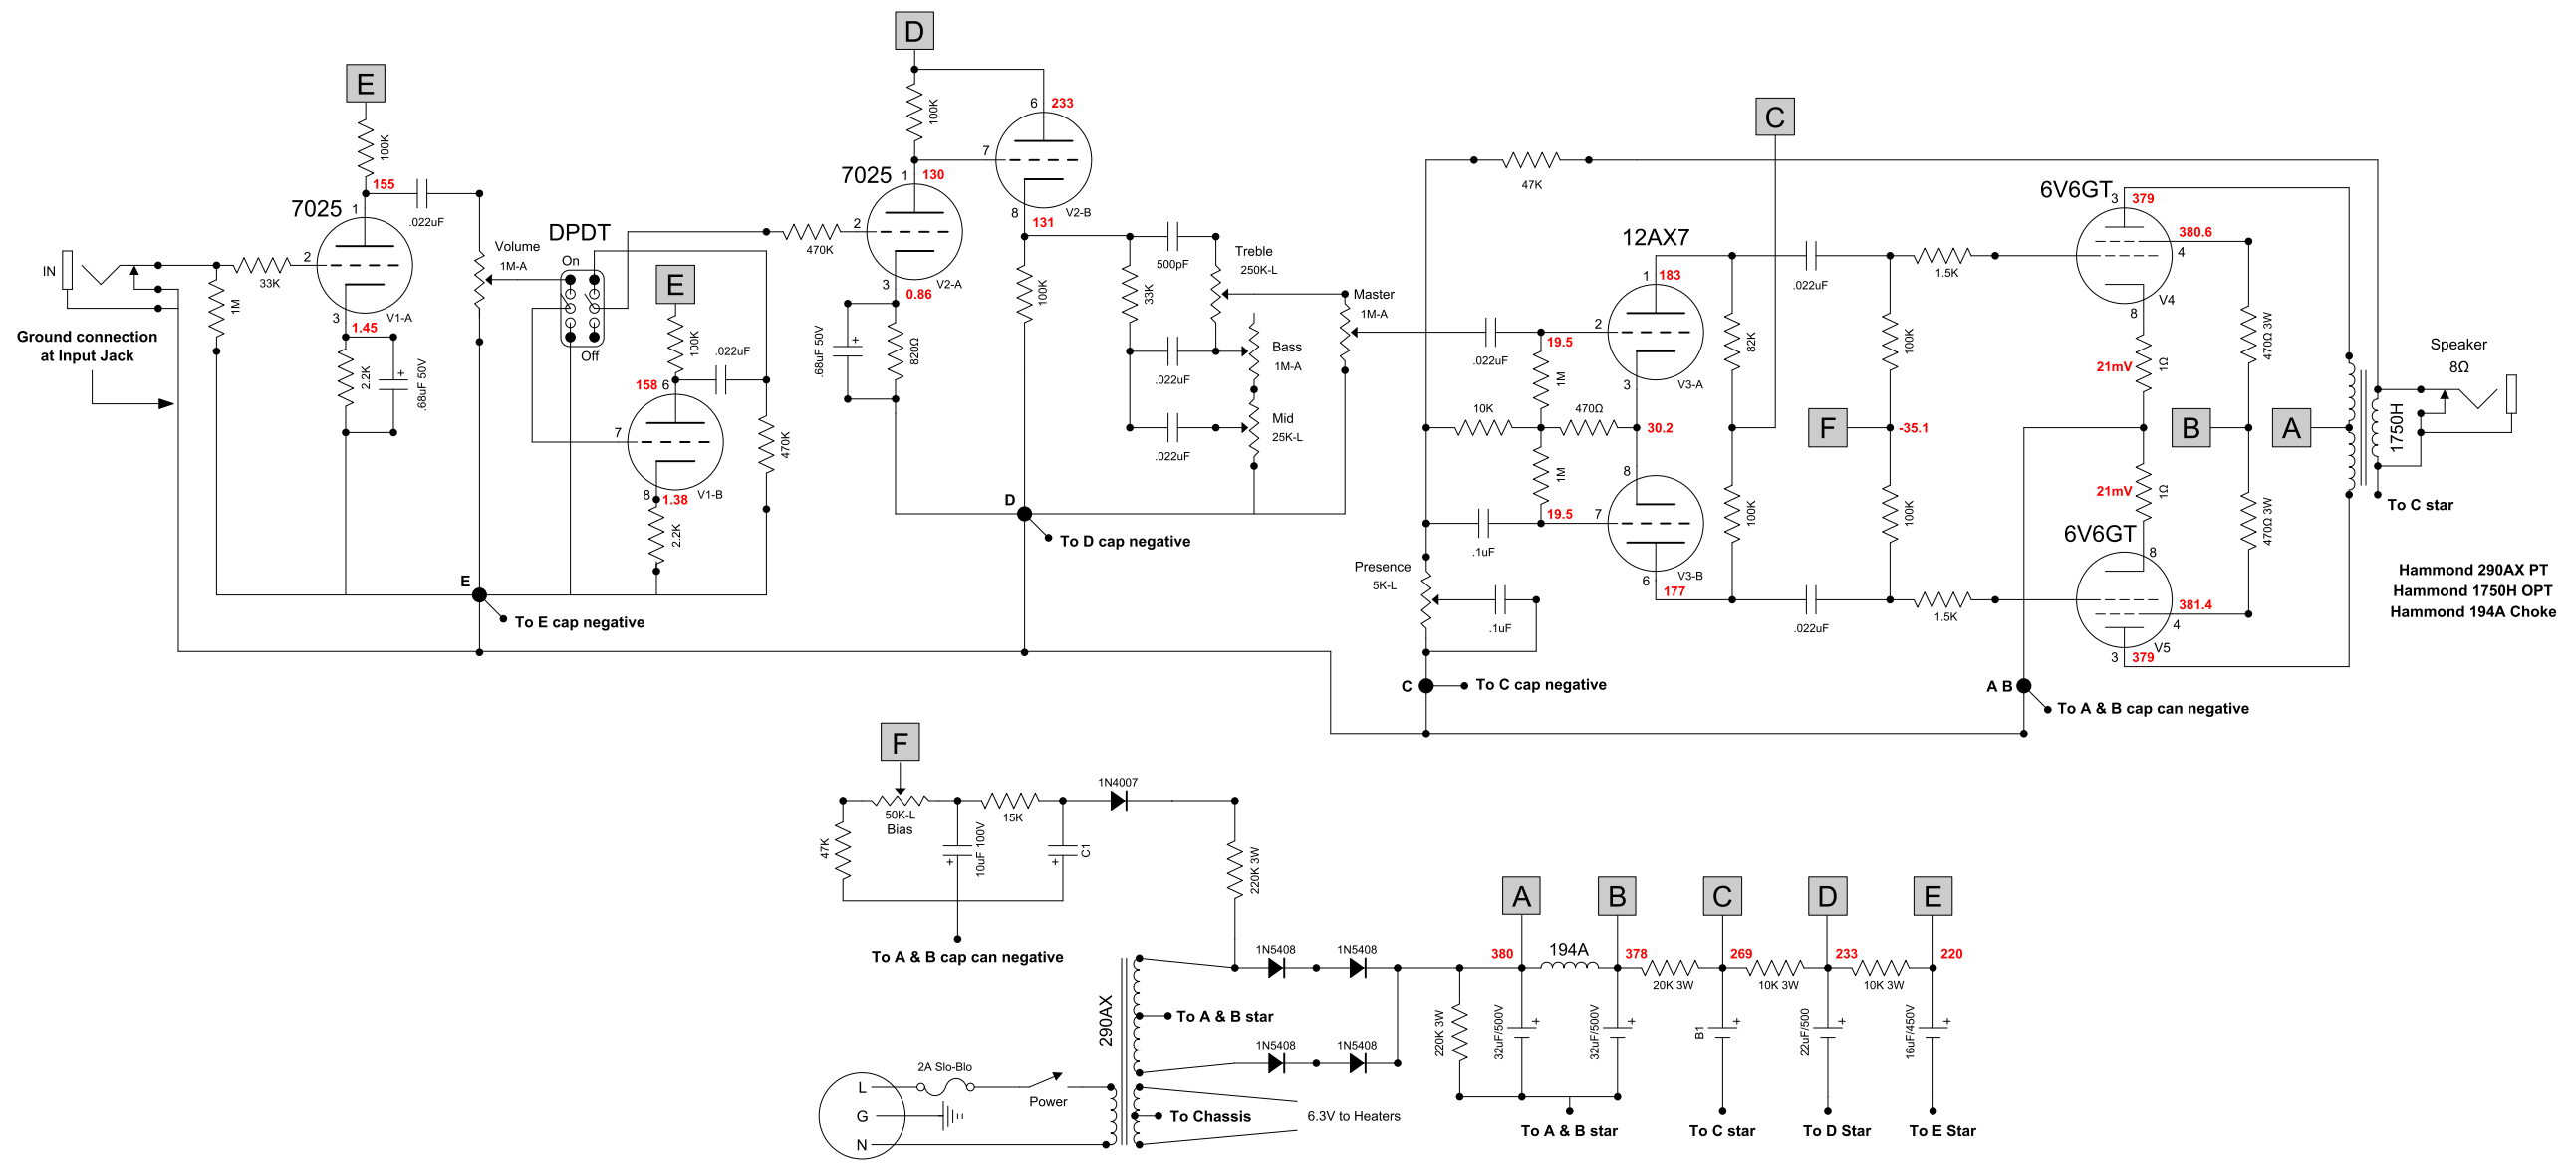 D
E
100K
155
.022uF
1
7025
2
IN
33K
1M
3
V1-A
1.45
2.2K
.68uF 50V
Ground connection
at Input Jack
Volume
1M-A
DPDT
On
Off
E
100K
.022uF
158
6
7
8
V1-B
1.38
2.2K
470K
E
To E cap negative
100K
6
233
7
7025
1
130
470K
2
V2-B
8
131
3
V2-A
0.86
.68uF 50V
820Ω
100K
33K
500pF
Treble
250K-L
Master
1M-A
Bass
1M-A
.022uF
Mid
25K-L
.022uF
D
To D cap negative
C
47K
12AX7
1
183
.022uF
2
19.5
1M
3
V3-A
82K
10K
470Ω
30.2
1M
8
19.5
7
.1uF
Presence
5K-L
.1uF
6
V3-B
177
100K
C
To C cap negative
.022uF
1.5K
100K
F
-35.1
100K
.022uF
1.5K
6V6GT
3
379
380.6
4
V4
8
21mV
1Ω
470Ω 3W
B
A
21mV
1Ω
470Ω 3W
6V6GT
8
381.4
4
V5
3
379
1750H
Speaker
8Ω
To C star
Hammond 290AX PT
Hammond 1750H OPT
Hammond 194A Choke
A B
To A & B cap can negative
F
50K-L
Bias
47K
10uF 100V
15K
C1
1N4007
220K 3W
To A & B cap can negative
290AX
1N5408
1N5408
To A & B star
1N5408
1N5408
L
2A Slo-Blo
Power
G
N
To Chassis
6.3V to Heaters
A
B
C
D
E
380
194A
378
269
233
220
20K 3W
10K 3W
10K 3W
220K 3W
32uF/500V
32uF/500V
B1
22uF/500
16uF/450V
To A & B star
To C star
To D Star
To E Star